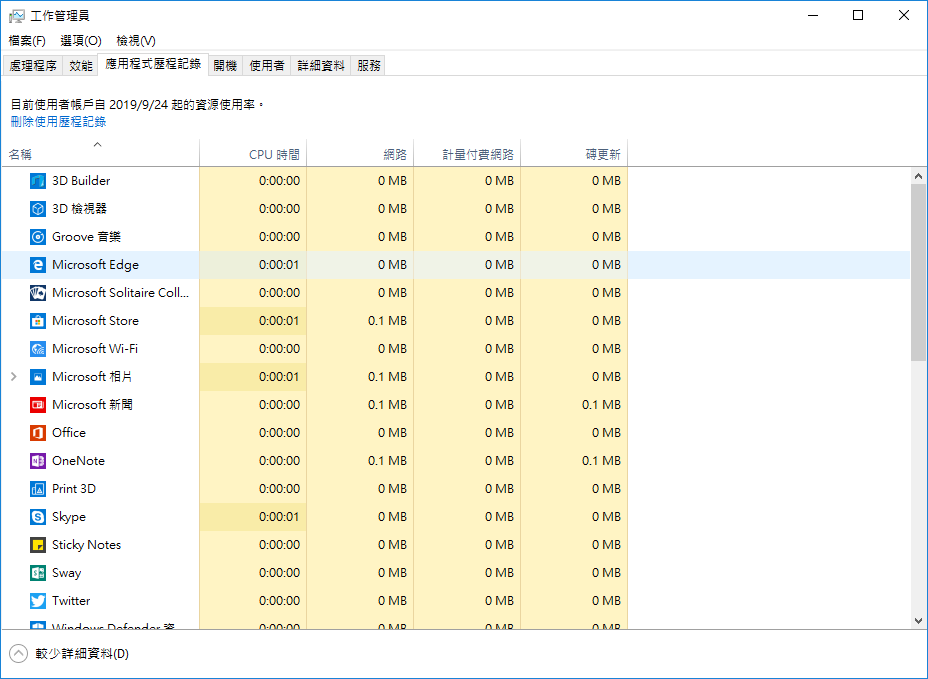 工作管理員
檔案(F) 選項(O) 檢視(V)
處理程序 效能 應用程式歷程記錄 開機 使用者 詳細資料 服務
目前使用者帳戶自 2019/9/24 起的資源使用率。
刪除使用歷程記錄
名稱 CPU 時間 網路 計量付費網路 磚更新
3D Builder 0:00:00 0 MB 0 MB 0 MB
3D 檢視器 0:00:00 0 MB 0 MB 0 MB
Groove 音樂 0:00:00 0 MB 0 MB 0 MB
Microsoft Edge 0:00:01 0 MB 0 MB 0 MB
Microsoft Solitaire Coll... 0:00:00 0 MB 0 MB 0 MB
Microsoft Store 0:00:01 0.1 MB 0 MB 0 MB
Microsoft Wi-Fi 0:00:00 0 MB 0 MB 0 MB
Microsoft 相片 0:00:01 0.1 MB 0 MB 0 MB
Microsoft 新聞 0:00:00 0.1 MB 0 MB 0.1 MB
Office 0:00:00 0 MB 0 MB 0 MB
OneNote 0:00:00 0.1 MB 0 MB 0.1 MB
Print 3D 0:00:00 0 MB 0 MB 0 MB
Skype 0:00:01 0 MB 0 MB 0 MB
Sticky Notes 0:00:00 0 MB 0 MB 0 MB
Sway 0:00:00 0 MB 0 MB 0 MB
Twitter 0:00:00 0 MB 0 MB 0 MB
Windows Defender 0:00:00 0 MB 0 MB 0 MB
較少詳細資料(D)